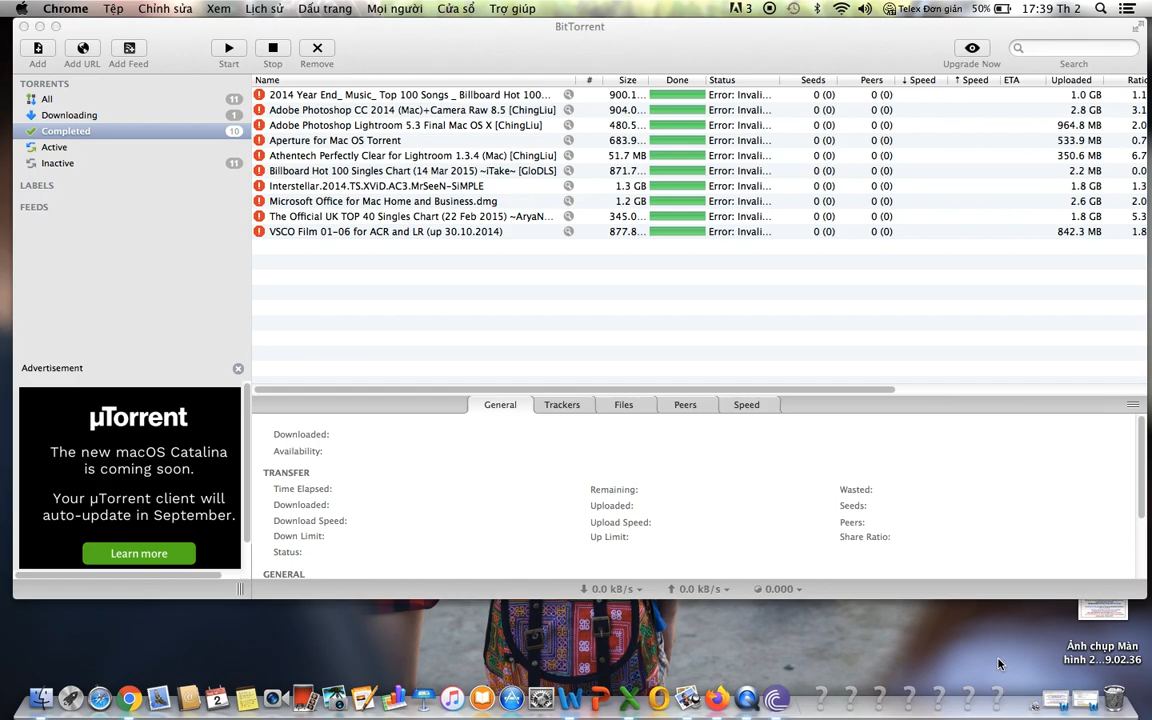 Chrome Tệp Chỉnh sửa Xem Lịch sử Dấu trang Mọi người Cửa sổ Trợ giúp 3 Telex Đơn giản 50% 17:39 Th 2
BitTorrent
Add Add URL Add Feed Start Stop Remove Upgrade Now Search
TORRENTS
All 11
Downloading 1
Completed 10
Active
Inactive 11
LABELS
FEEDS
Name # Size Done Status Seeds Peers ↓ Speed ↑ Speed ETA Uploaded Ratio
2014 Year End_ Music_ Top 100 Songs _ Billboard Hot 100... 900.1... Error: Invali... 0 (0) 0 (0) 1.0 GB 1.1
Adobe Photoshop CC 2014 (Mac)+Camera Raw 8.5 [ChingLiu] 904.0... Error: Invali... 0 (0) 0 (0) 2.8 GB 3.1
Adobe Photoshop Lightroom 5.3 Final Mac OS X [ChingLiu] 480.5... Error: Invali... 0 (0) 0 (0) 964.8 MB 2.0
Aperture for Mac OS Torrent 683.9... Error: Invali... 0 (0) 0 (0) 533.9 MB 0.7
Athentech Perfectly Clear for Lightroom 1.3.4 (Mac) [ChingLiu] 51.7 MB Error: Invali... 0 (0) 0 (0) 350.6 MB 6.7
Billboard Hot 100 Singles Chart (14 Mar 2015) ~iTake~ [GloDLS] 871.7... Error: Invali... 0 (0) 0 (0) 2.2 MB 0.0
Interstellar.2014.TS.XViD.AC3.MrSeeN-SiMPLE 1.3 GB Error: Invali... 0 (0) 0 (0) 1.8 GB 1.3
Microsoft Office for Mac Home and Business.dmg 1.2 GB Error: Invali... 0 (0) 0 (0) 2.6 GB 2.0
The Official UK TOP 40 Singles Chart (22 Feb 2015) ~AryaN... 345.0... Error: Invali... 0 (0) 0 (0) 1.8 GB 5.3
VSCO Film 01-06 for ACR and LR (up 30.10.2014) 877.8... Error: Invali... 0 (0) 0 (0) 842.3 MB 1.8
Advertisement
µTorrent
The new macOS Catalina
is coming soon.
Your µTorrent client will
auto-update in September.
Learn more
General Trackers Files Peers Speed
Downloaded:
Availability:
TRANSFER
Time Elapsed: Remaining: Wasted:
Downloaded: Uploaded: Seeds:
Download Speed: Upload Speed: Peers:
Down Limit: Up Limit: Share Ratio:
Status:
GENERAL
0.0 kB/s 0.0 kB/s 0.000
Ảnh chụp Màn
hình 2...9.02.36
2